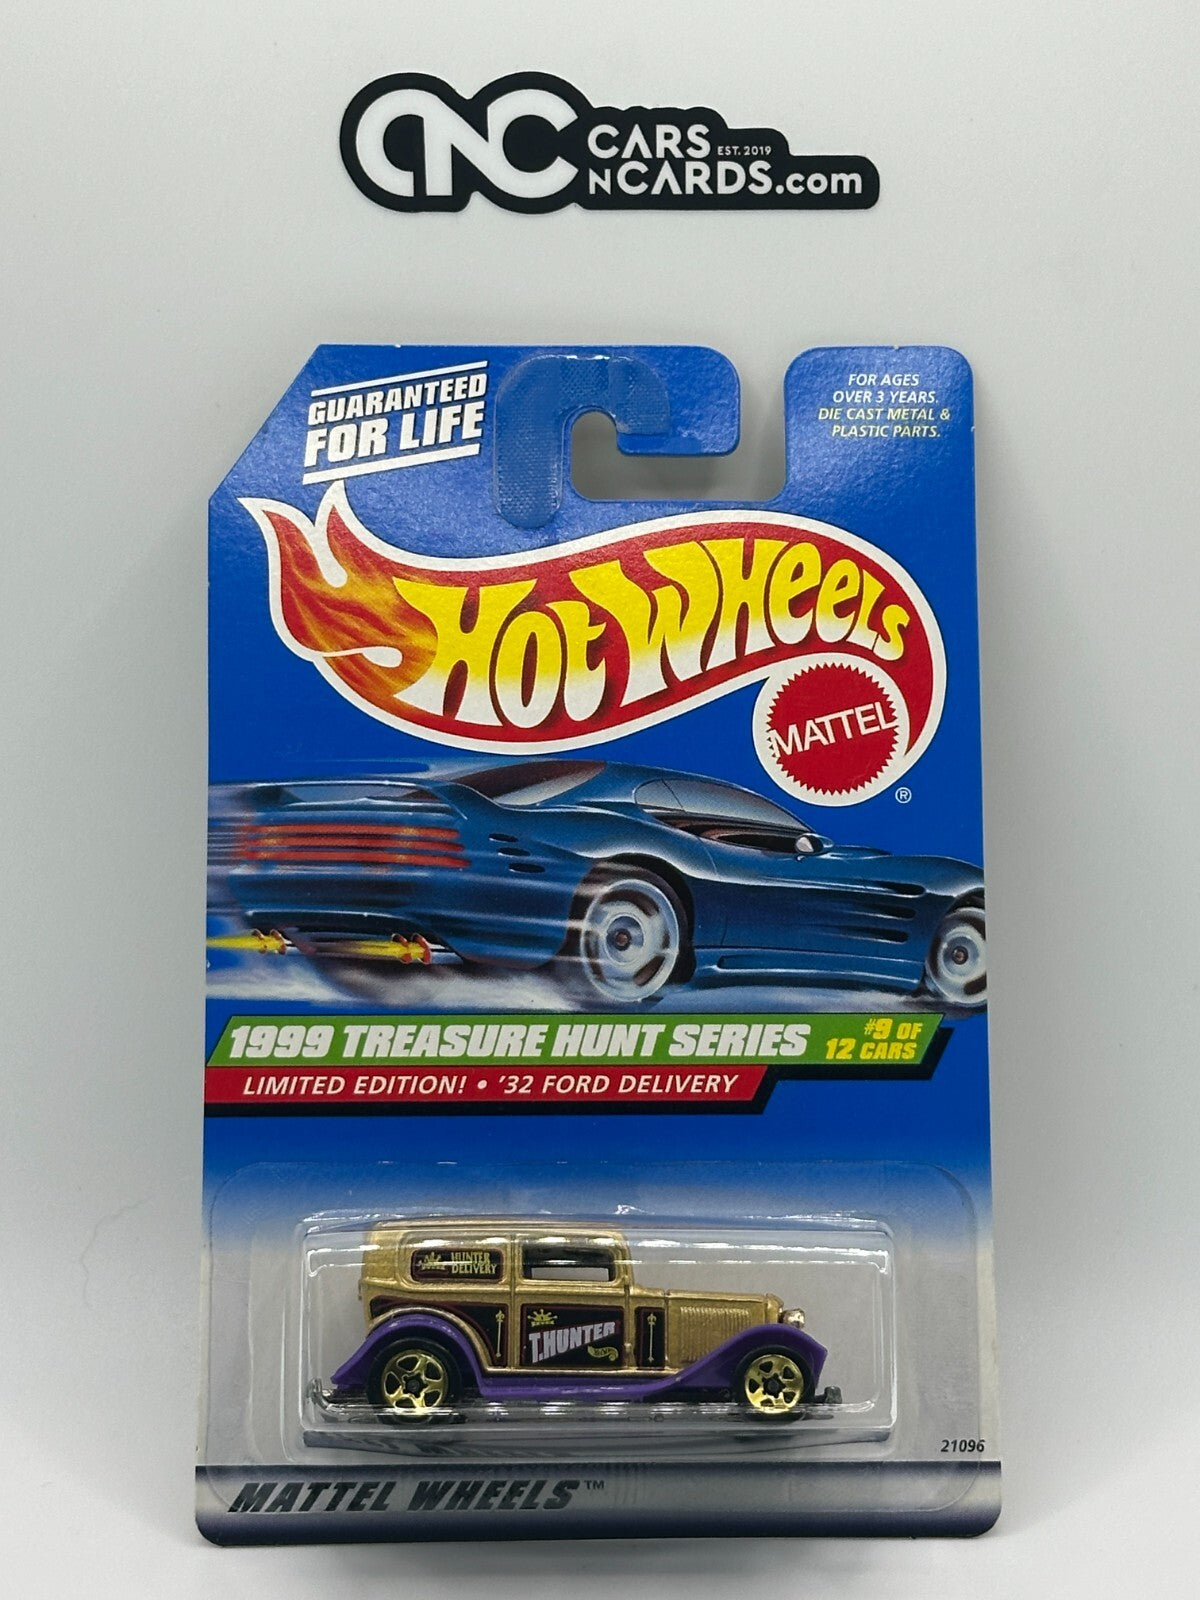 CNC CARS EST. 2019
NCARDS.com
GUARANTEED
FOR LIFE
FOR AGES
OVER 3 YEARS.
DIE CAST METAL &
PLASTIC PARTS.
HOT WHEELS
MATTEL
®
1999 TREASURE HUNT SERIES
#9 OF
12 CARS
LIMITED EDITION! • '32 FORD DELIVERY
HUNTER
DELIVERY
T.HUNTER
21096
MATTEL WHEELS™